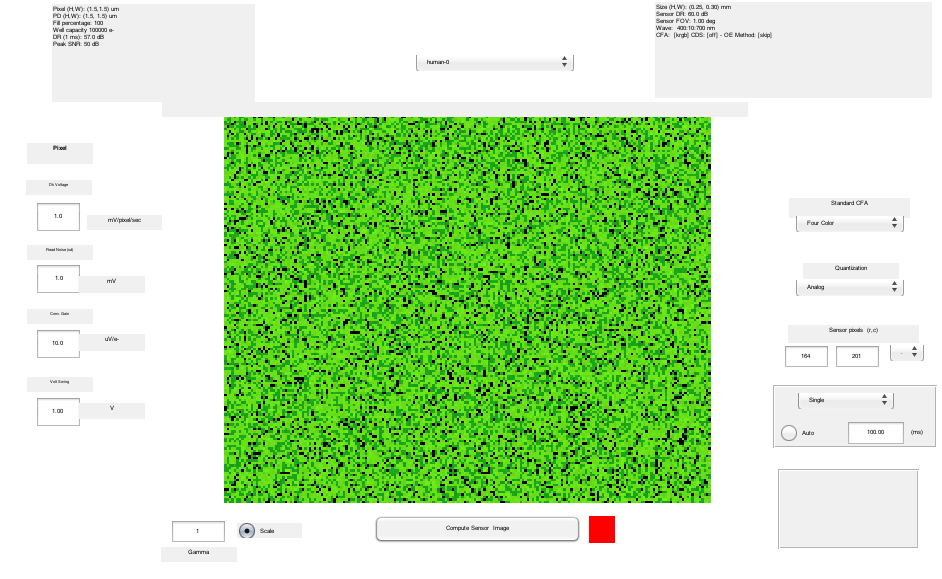 Pixel (H,W): (1.5,1.5) um
PD (H,W): (1.5, 1.5) um
Fill percentage: 100
Well capacity 100000 e-
DR (1 ms): 57.0 dB
Peak SNR: 50 dB
Size (H,W): (0.25, 0.30) mm
Sensor DR: 60.0 dB
Sensor FOV: 1.00 deg
Wave: 400:10:700 nm
CFA: [krgb] CDS: [off] - OE Method: [skip]
human-0
Pixel
Dk Voltage
1.0
mV/pixel/sec
Read Noise (sd)
1.0
mV
Conv. Gain
10.0
uV/e-
Volt Swing
1.00
V
Standard CFA
Four Color
Quantization
Analog
Sensor pixels (r,c)
164
201
-
Single
Auto
100.00
(ms)
1
Scale
Compute Sensor Image
Gamma